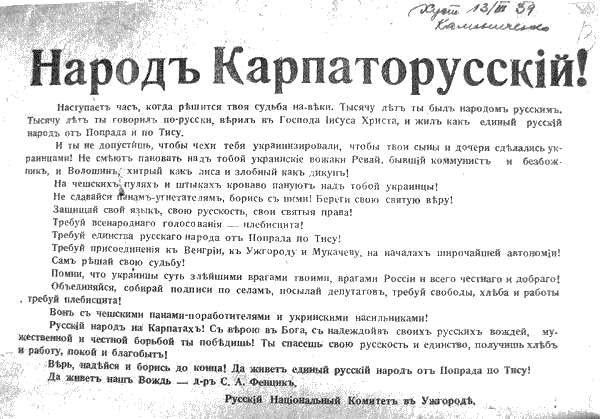 Хуст 13/III 39
Калиниченко
Народъ Карпаторусскій!
Наступаетъ часъ, когда рѣшится твоя судьба на-вѣки. Тысячу лѣтъ ты былъ народомъ русскимъ.
Тысячу лѣтъ ты говорилъ по-русски, вѣрилъ въ Господа Іисуса Христа, и жилъ какъ единый русскій
народъ отъ Попрада и по Тису.
И ты не допустишь, чтобы чехи тебя украинизировали, чтобы твои сыны и дочери сдѣлались ук-
раинцами! Не смѣютъ пановать надъ тобой украинскіе вожаки Ревай, бывшій коммунистъ и безбож-
никъ, и Волошинъ, хитрый какъ лиса и злобный какъ дикунъ!
На чешскихъ пуляхъ и штыкахъ кроваво пануютъ надъ тобой украинцы!
Не сдавайся панамъ-угнетателямъ, борись съ ними! Береги свою святую вѣру!
Защищай свой языкъ, свою русскость, свои святыя права!
Требуй всенароднаго голосованія — плебисцита!
Требуй единства русскаго народа отъ Попрада по Тису!
Требуй присоединенія къ Венгріи, къ Ужгороду и Мукачеву, на началахъ широчайшей автономіи!
Самъ рѣшай свою судьбу!
Помни, что украинцы суть злѣйшими врагами твоими, врагами Россіи и всего честнаго и добраго!
Объединяйся, собирай подписи по селамъ, посылай депутатовъ, требуй свободы, хлѣба и работы
, требуй плебисцита!
Вонъ съ чешскими панами-поработителями и укринскими насильниками!
Русскій народъ на Карпатахъ! Съ вѣрою въ Бога, съ надеждойвъ своихъ русскихъ вождей, му-
жественной и честной борьбой ты побѣдишь! Ты спасешь свою русскость и единство, получишь хлѣбъ
и работу, покой и благобытъ!
Вѣрь, надѣйся и борись до конца! Да живетъ единый русскій народъ отъ Попрада по Тису!
Да живетъ нашъ Вождь — д-ръ С. А. Фенцикъ.
Русскій Національный Комитетъ въ Ужгородѣ,